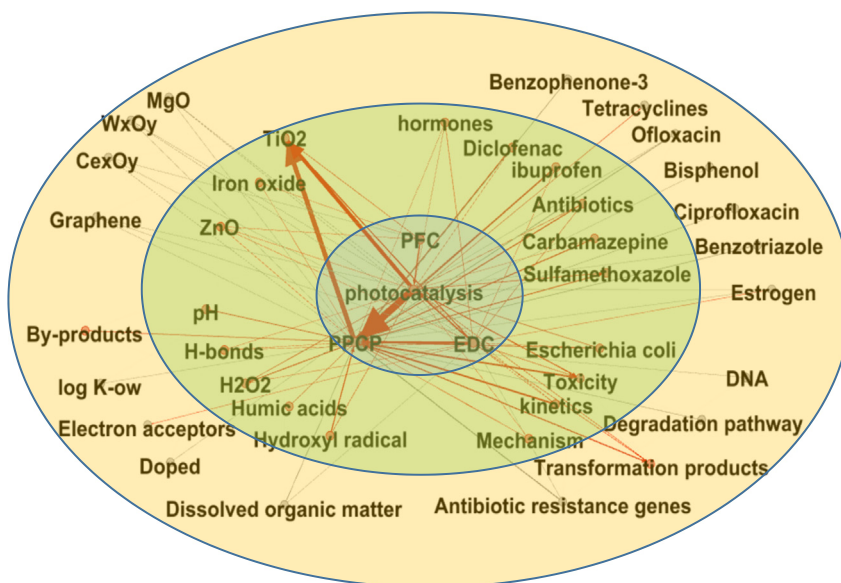 Benzophenone-3
MgO
Tetracyclines
WxOy
hormones
Ofloxacin
TiO2
Diclofenac
CexOy
ibuprofen
Bisphenol
Iron oxide
Antibiotics
Graphene
Ciprofloxacin
ZnO
PFC
Carbamazepine
Benzotriazole
Sulfamethoxazole
photocatalysis
Estrogen
pH
By-products
PPCP
EDC
H-bonds
Escherichia coli
DNA
log K-ow
H2O2
Toxicity
Humic acids
kinetics
Degradation pathway
Electron acceptors
Hydroxyl radical
Mechanism
Doped
Transformation products
Dissolved organic matter
Antibiotic resistance genes